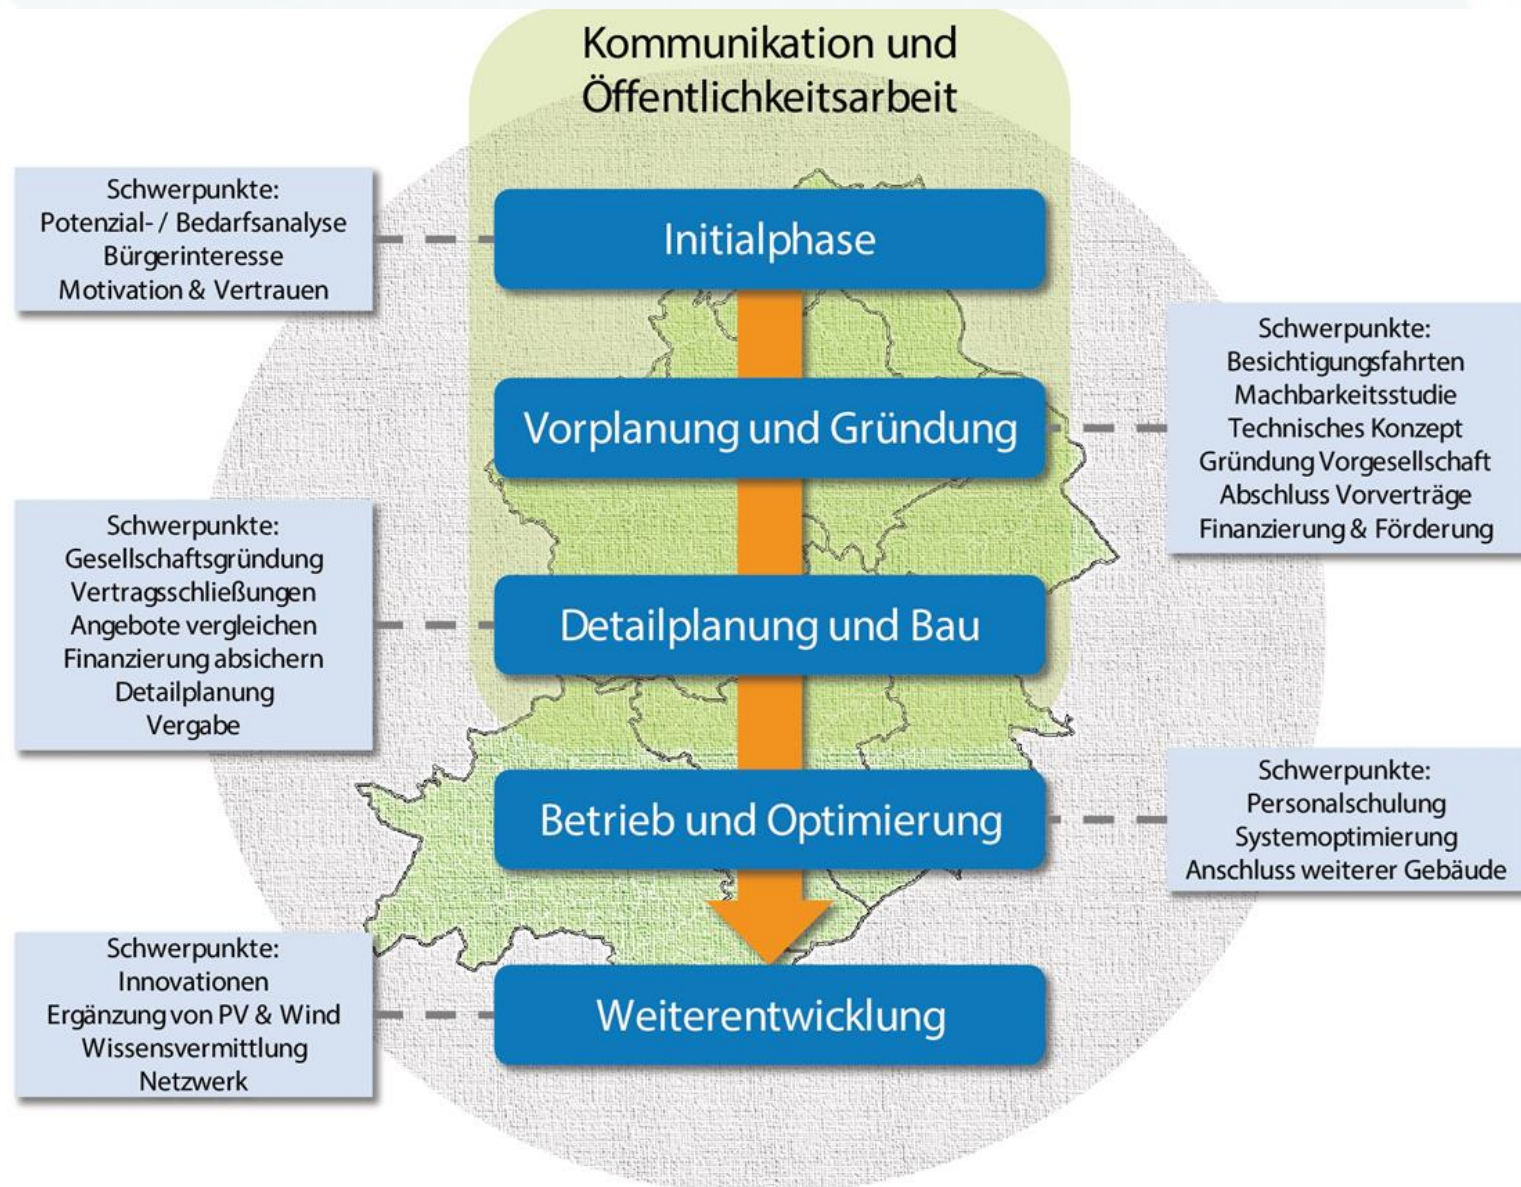 Kommunikation und
Öffentlichkeitsarbeit
Schwerpunkte:
Potenzial- / Bedarfsanalyse
Bürgerinteresse
Motivation & Vertrauen
Initialphase
Vorplanung und Gründung
Schwerpunkte:
Besichtigungsfahrten
Machbarkeitsstudie
Technisches Konzept
Gründung Vorgesellschaft
Abschluss Vorverträge
Finanzierung & Förderung
Schwerpunkte:
Gesellschaftsgründung
Vertragsschließungen
Angebote vergleichen
Finanzierung absichern
Detailplanung
Vergabe
Detailplanung und Bau
Betrieb und Optimierung
Schwerpunkte:
Personalschulung
Systemoptimierung
Anschluss weiterer Gebäude
Schwerpunkte:
Innovationen
Ergänzung von PV & Wind
Wissensvermittlung
Netzwerk
Weiterentwicklung